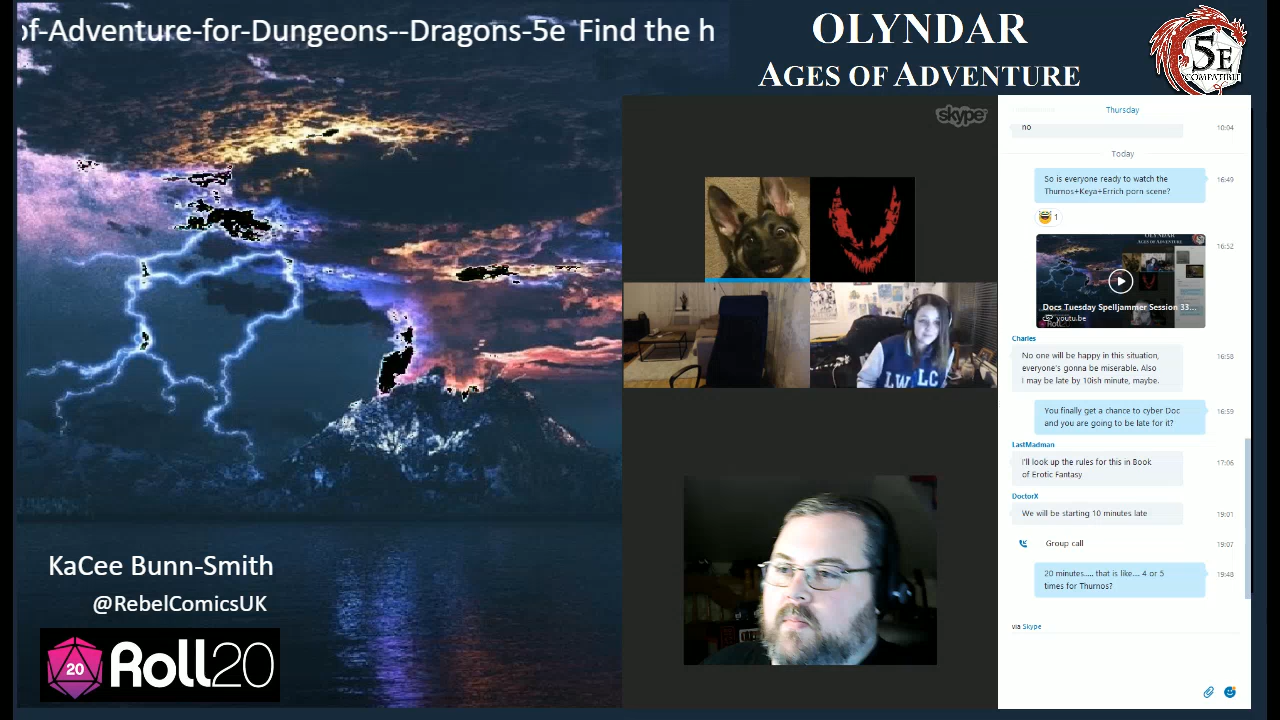 of-Adventure-for-Dungeons--Dragons-5e Find the h
OLYNDAR
AGES OF ADVENTURE
5E
COMPATIBLE
skype
Thursday
no
10:04
Today
So is everyone ready to watch the
Thurnos+Keya+Errich porn scene?
16:49
1
OLYNDAR
AGES OF ADVENTURE
16:52
Docs Tuesday Spelljammer Session 33...
youtu.be
Roll20
Charles
No one will be happy in this situation,
everyone's gonna be miserable. Also
I may be late by 10ish minute, maybe.
16:58
You finally get a chance to cyber Doc
and you are going to be late for it?
16:59
LastMadman
I'll look up the rules for this in Book
of Erotic Fantasy
17:06
DoctorX
We will be starting 10 minutes late
19:01
Group call
19:07
20 minutes..... that is like.... 4 or 5
times for Thurnos?
19:48
via Skype
KaCee Bunn-Smith
@RebelComicsUK
20
Roll20